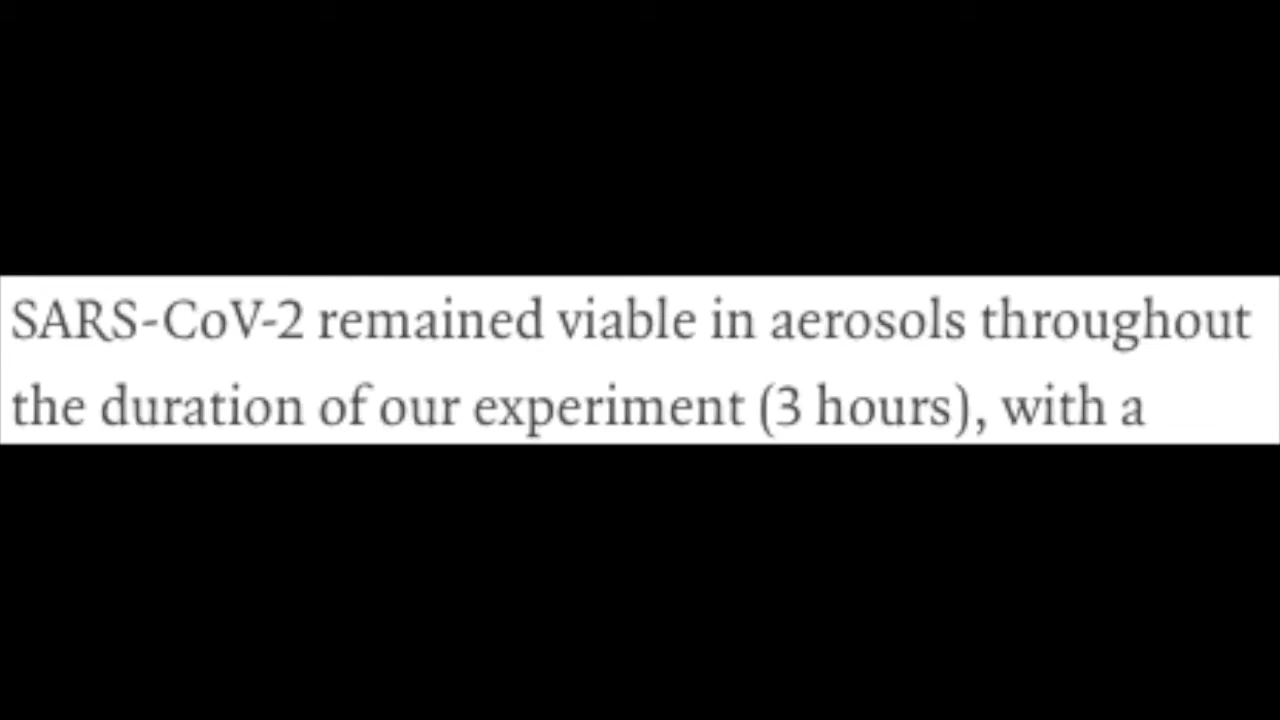 SARS-CoV-2 remained viable in aerosols throughout
the duration of our experiment (3 hours), with a